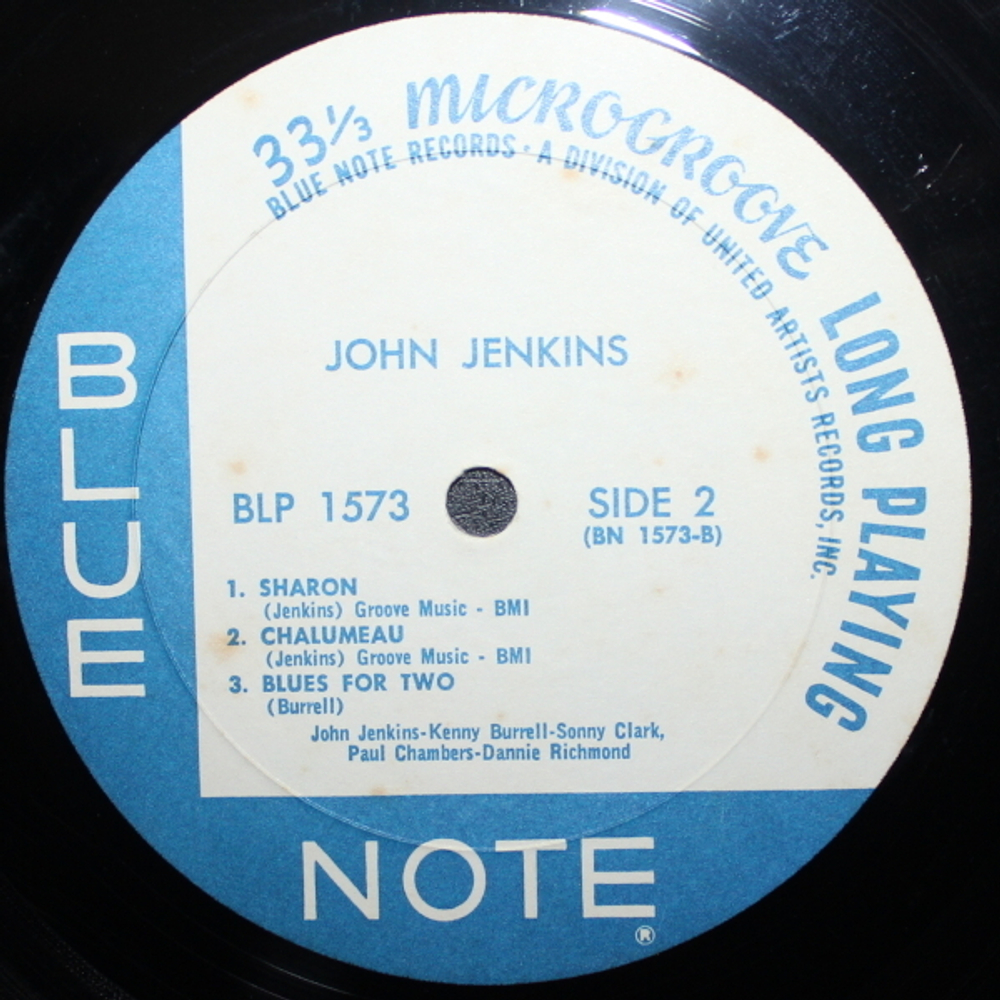 33 1/3 MICROGROOVE LONG PLAYING
BLUE NOTE RECORDS · A DIVISION OF UNITED ARTISTS RECORDS, INC.
JOHN JENKINS
BLP 1573
SIDE 2
(BN 1573-B)
1. SHARON
(Jenkins) Groove Music - BMI
2. CHALUMEAU
(Jenkins) Groove Music - BMI
3. BLUES FOR TWO
(Burrell)
John Jenkins-Kenny Burrell-Sonny Clark,
Paul Chambers-Dannie Richmond
BLUE
NOTE
®